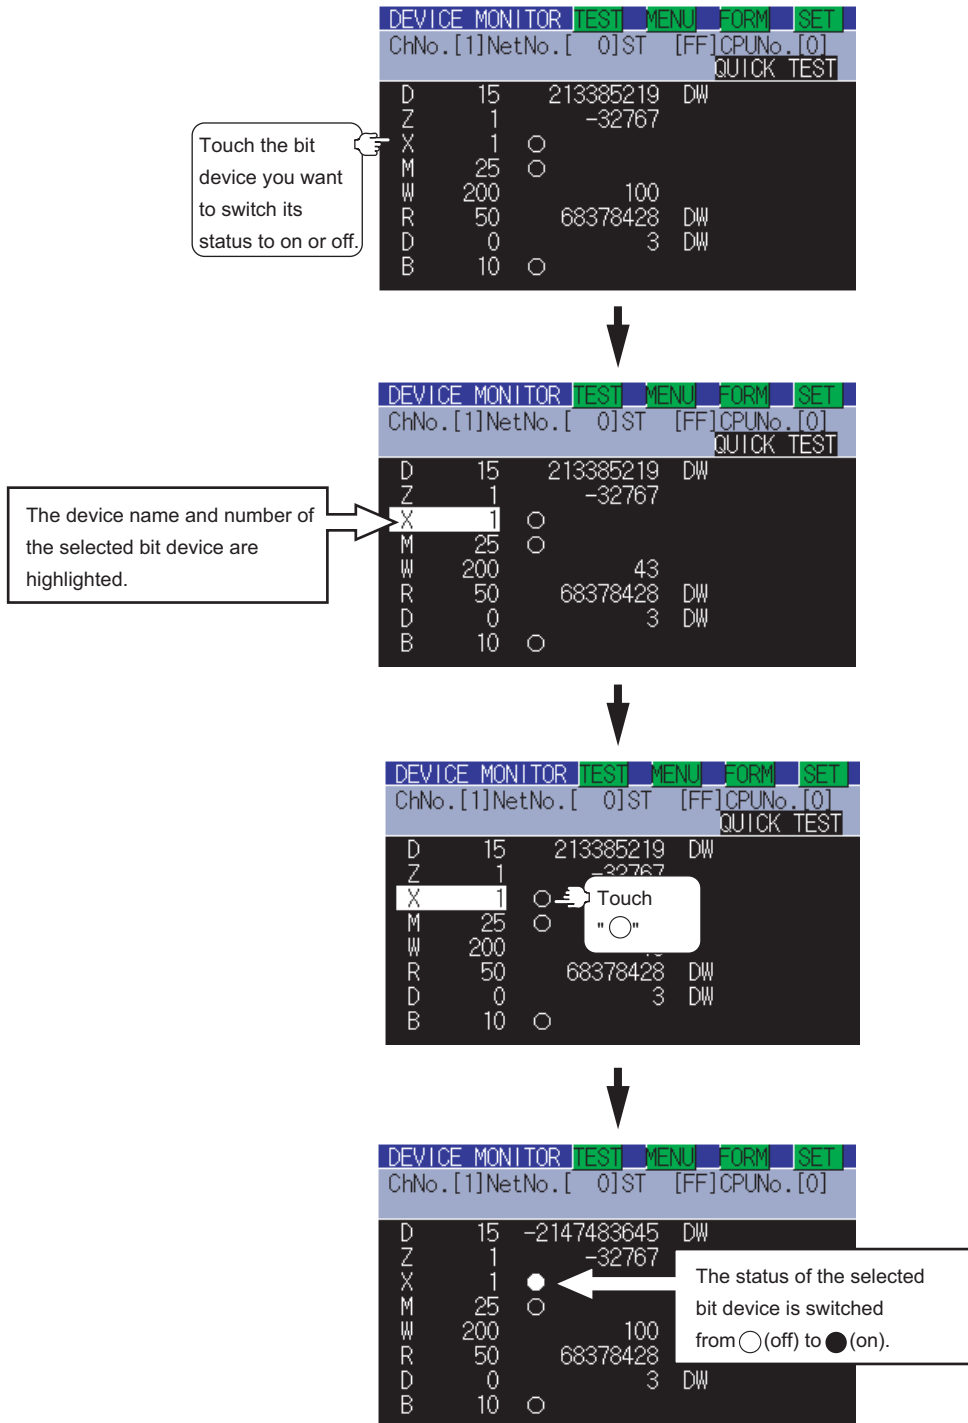 DEVICE MONITOR TEST MENU FORM SET
ChNo.[1]NetNo.[ 0]ST [FF]CPUNo.[0]
QUICK TEST
D 15 213385219 DW
Z 1 -32767
X 1 ○
M 25 ○
W 200 100
R 50 68378428 DW
D 0 3 DW
B 10 ○
Touch the bit
device you want
to switch its
status to on or off.
DEVICE MONITOR TEST MENU FORM SET
ChNo.[1]NetNo.[ 0]ST [FF]CPUNo.[0]
QUICK TEST
D 15 213385219 DW
Z 1 -32767
X 1 ○
M 25 ○
W 200 43
R 50 68378428 DW
D 0 3 DW
B 10 ○
The device name and number of
the selected bit device are
highlighted.
DEVICE MONITOR TEST MENU FORM SET
ChNo.[1]NetNo.[ 0]ST [FF]CPUNo.[0]
QUICK TEST
D 15 213385219 DW
Z 1 -32767
X 1 ○
M 25 ○
W 200
R 50 68378428 DW
D 0 3 DW
B 10 ○
Touch
"○"
DEVICE MONITOR TEST MENU FORM SET
ChNo.[1]NetNo.[ 0]ST [FF]CPUNo.[0]
D 15 -2147483645 DW
Z 1 -32767
X 1 ●
M 25 ○
W 200 100
R 50 68378428
D 0 3 DW
B 10 ○
The status of the selected
bit device is switched
from ○ (off) to ● (on).